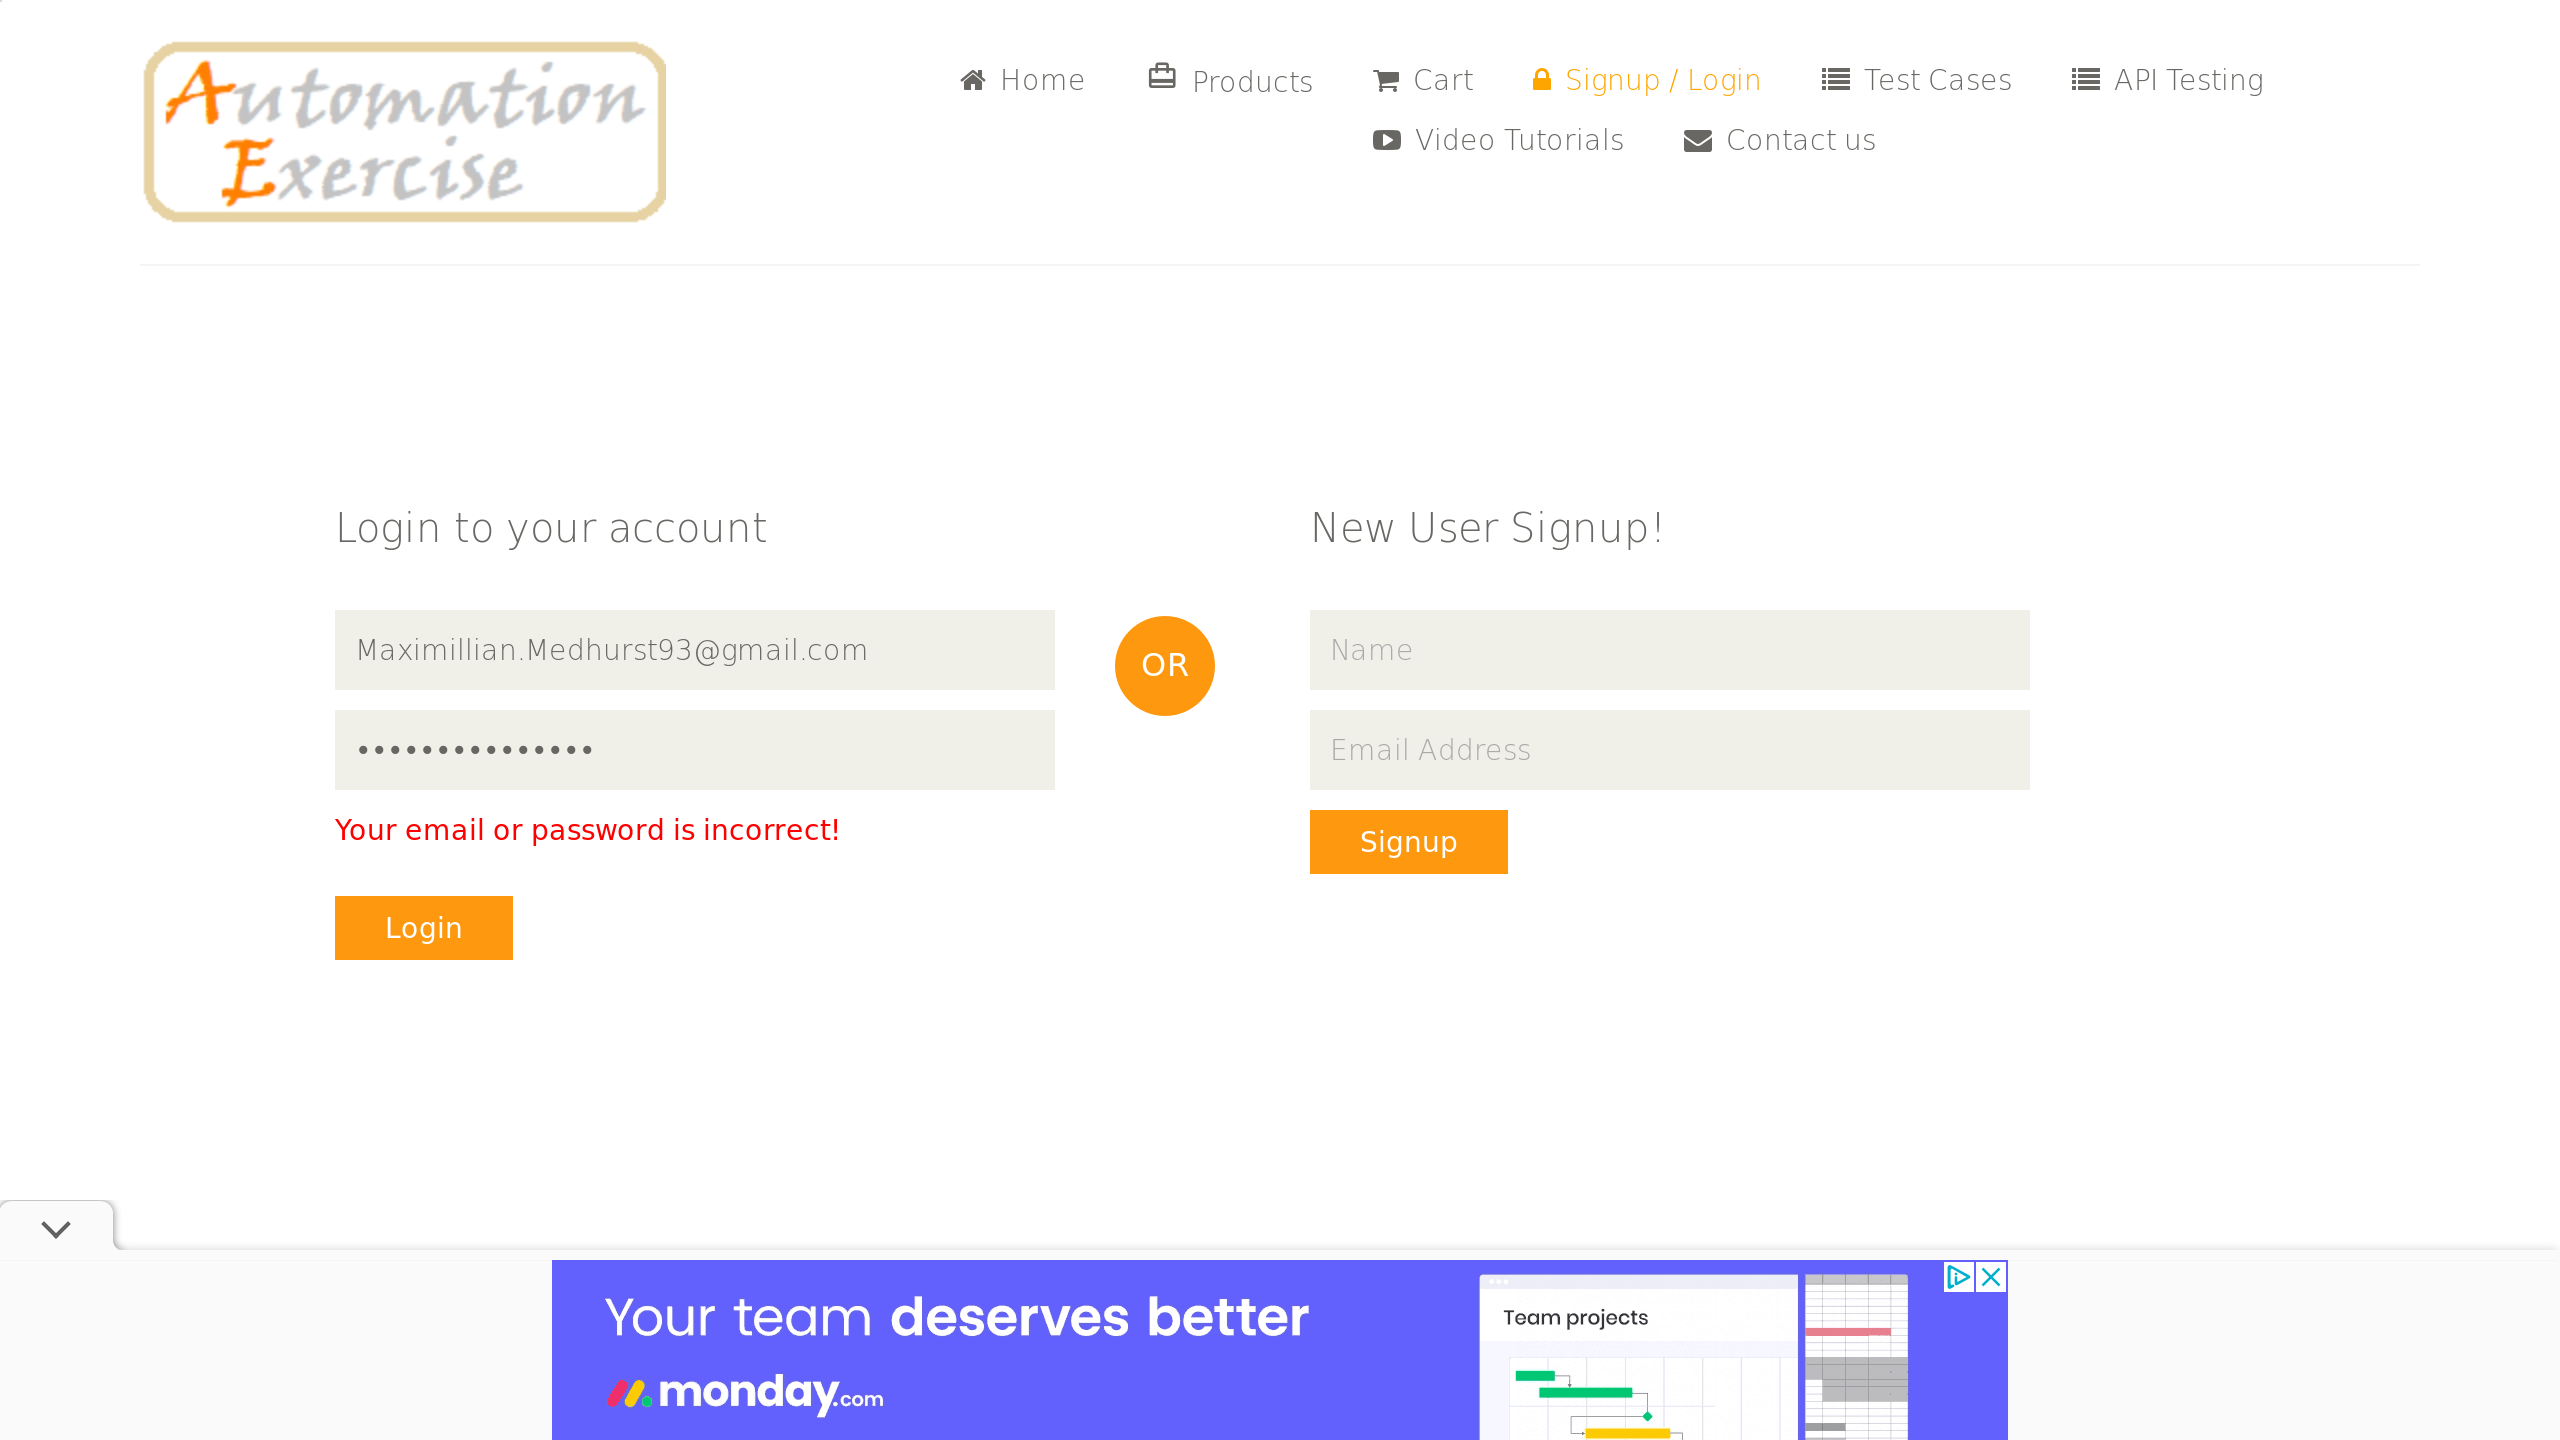 Automation
Exercise
Home
Products
Cart
Signup / Login
Test Cases
API Testing
Video Tutorials
Contact us
Login to your account
Maximillian.Medhurst93@gmail.com
•••••••••••••••
Your email or password is incorrect!
Login
OR
New User Signup!
Name
Email Address
Signup
Your team deserves better
monday.com
Team projects